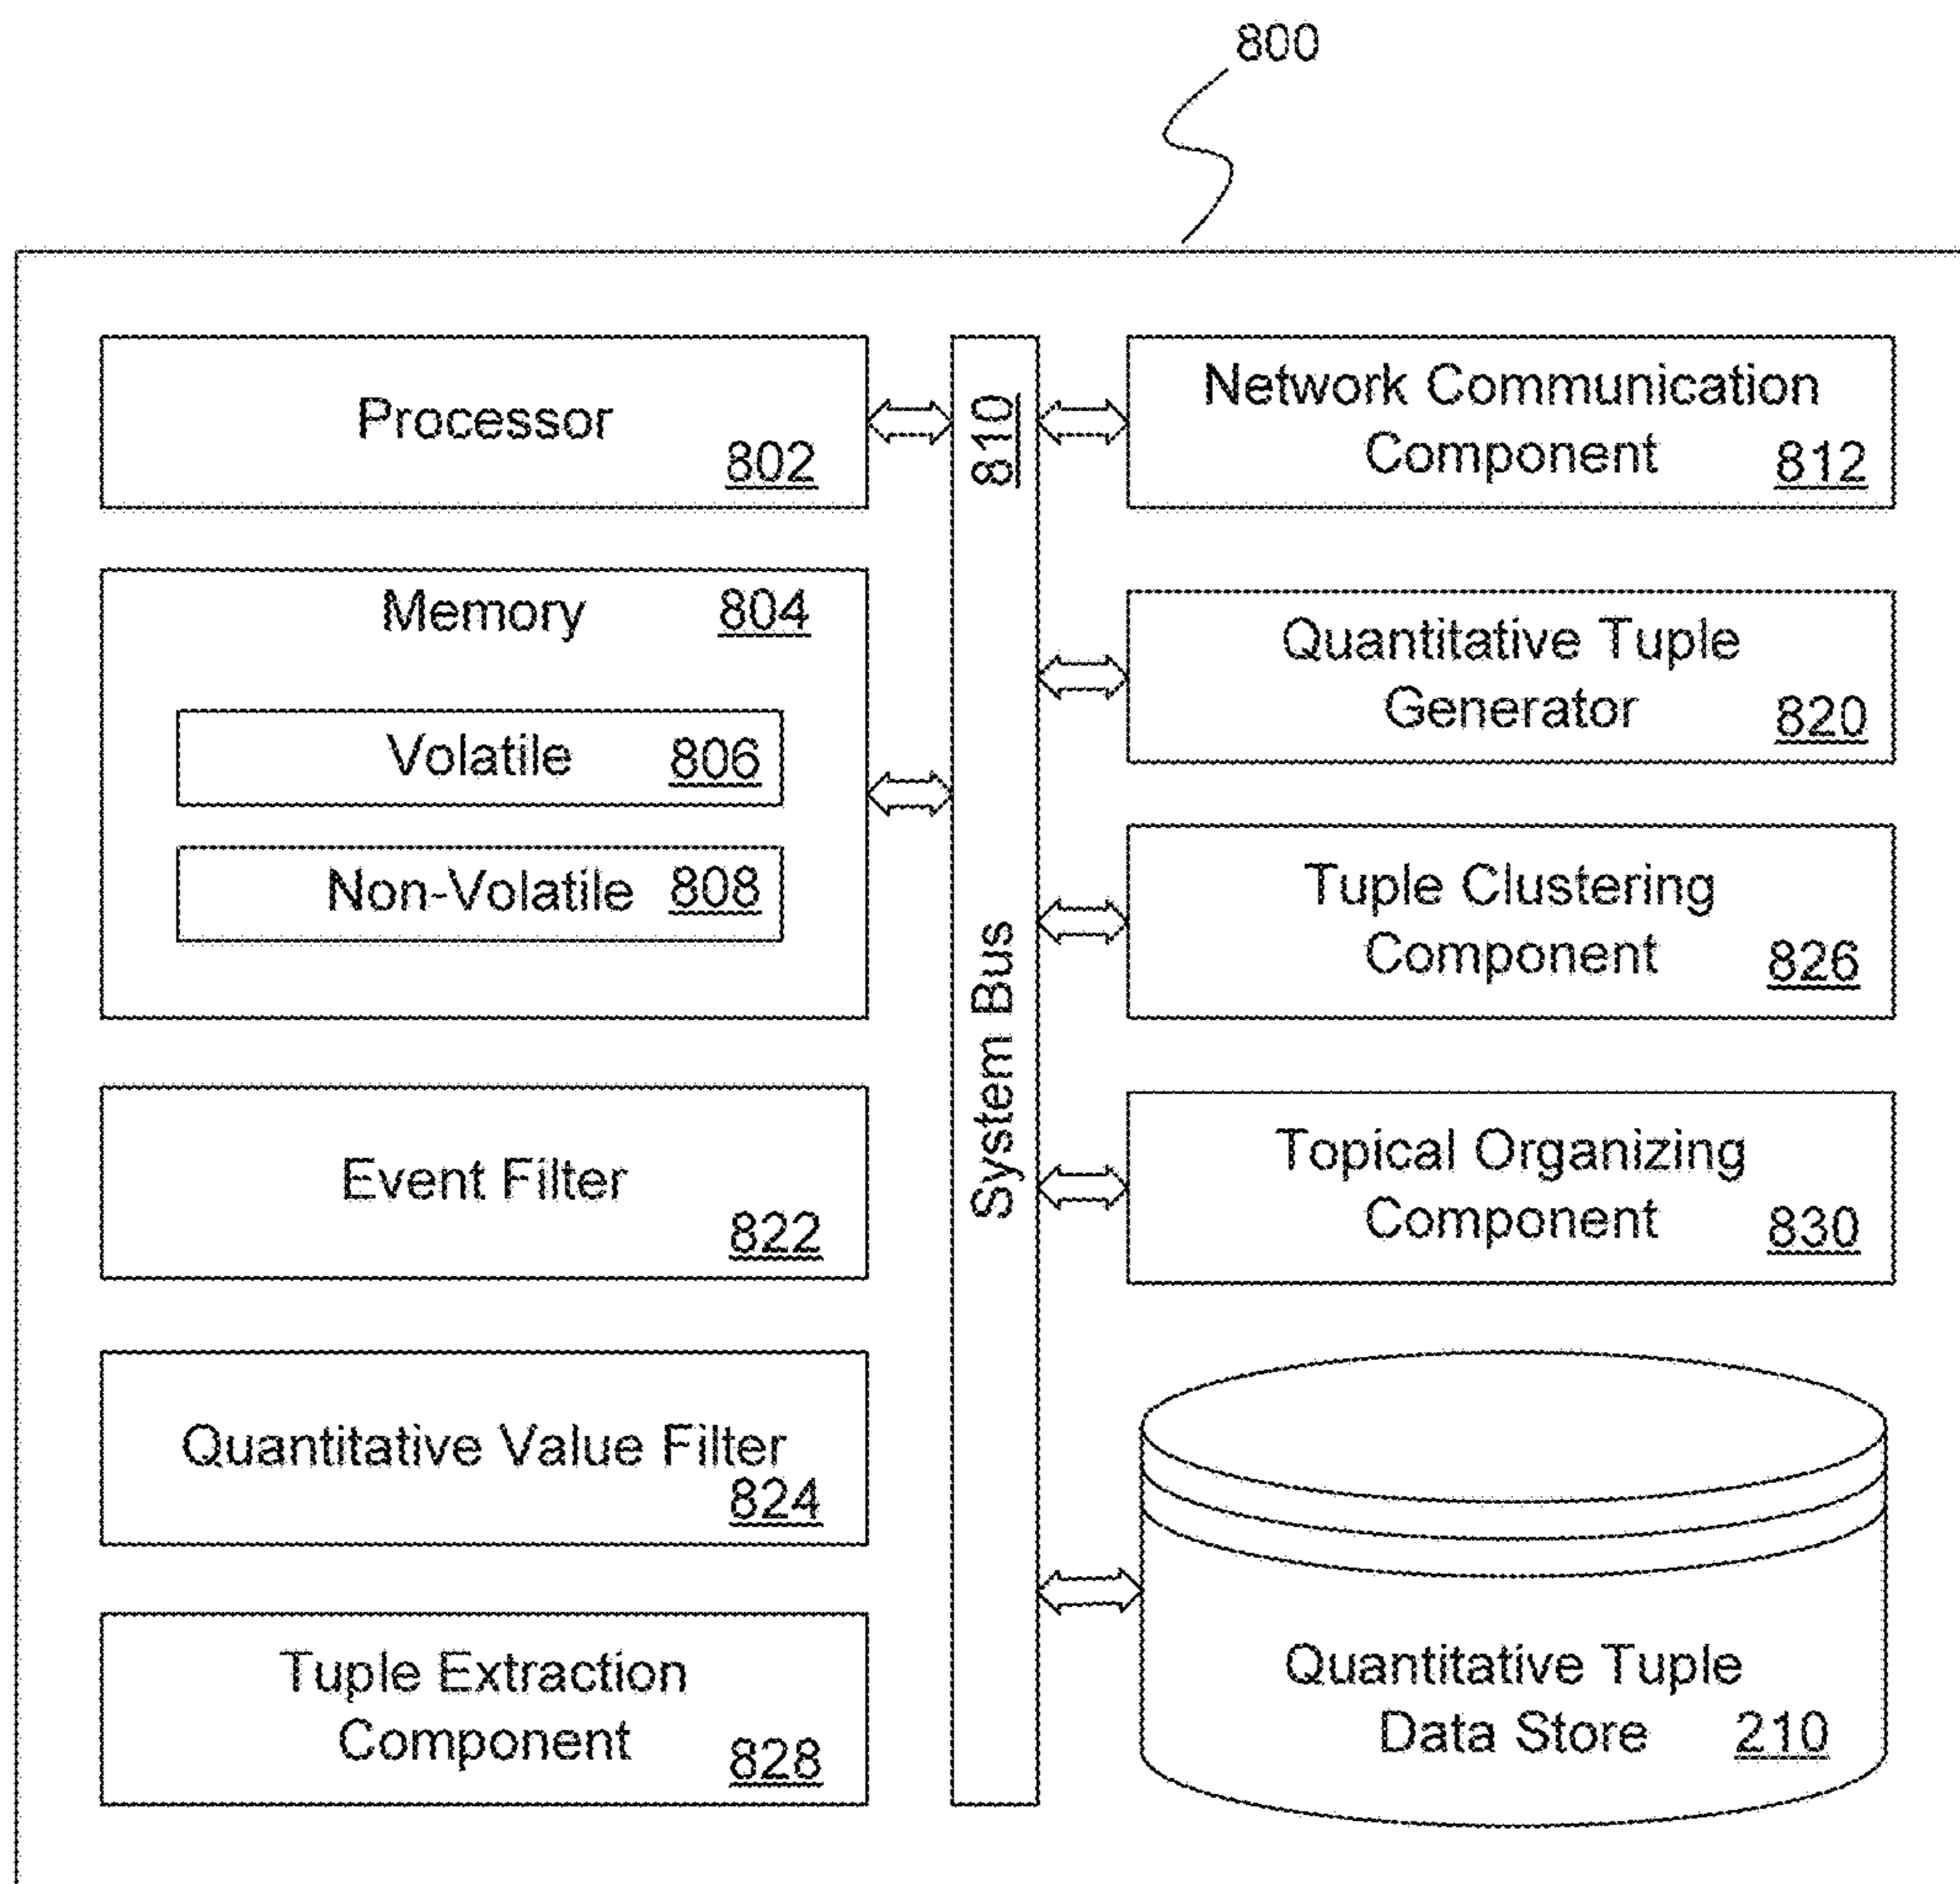 800
Processor
802
Memory 804
Volatile 806
Non-Volatile 808
Event Filter
822
Quantitative Value Filter
824
Tuple Extraction
Component 828
System Bus 810
Network Communication
Component 812
Quantitative Tuple
Generator 820
Tuple Clustering
Component 826
Topical Organizing
Component 830
Quantitative Tuple
Data Store 210